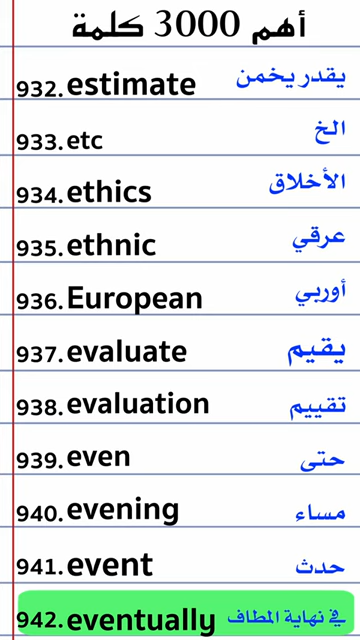 أهم 3000 كلمة
932. estimate يقدر يخمن
933. etc الخ
934. ethics الأخلاق
935. ethnic عرقي
936. European أوربي
937. evaluate يقيم
938. evaluation تقييم
939. even حتى
940. evening مساء
941. event حدث
942. eventually في نهاية المطاف